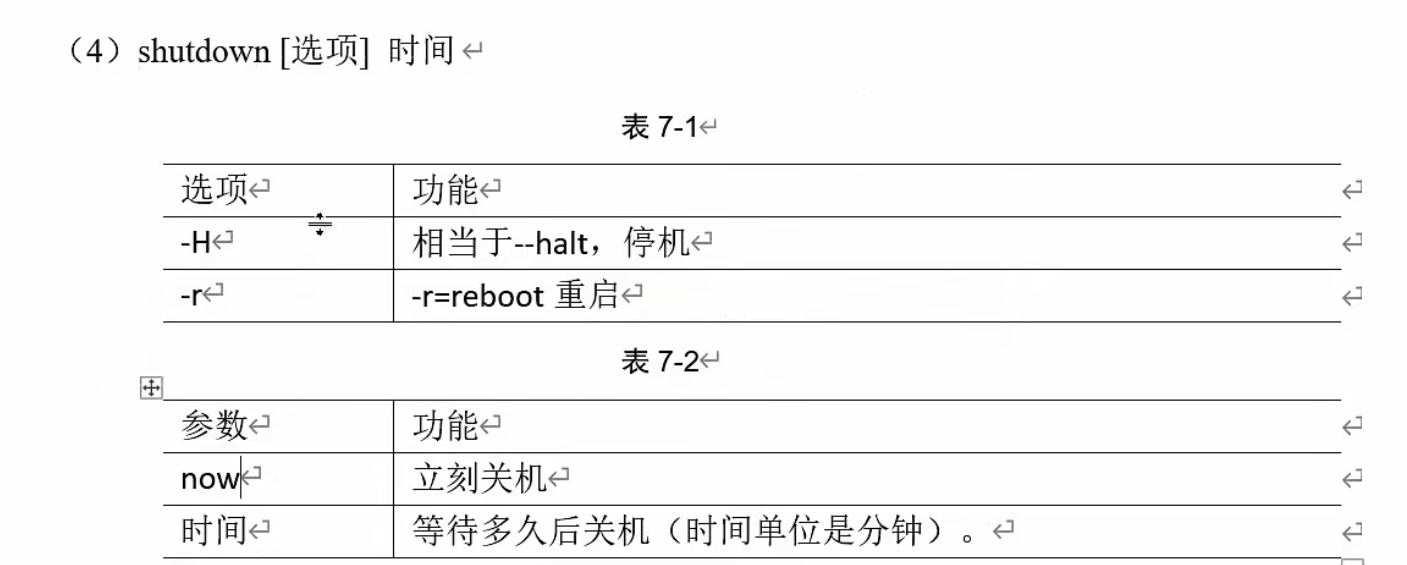 （4）shutdown [选项] 时间
表 7-1
选项 功能
-H 相当于--halt，停机
-r -r=reboot 重启
表 7-2
参数 功能
now 立刻关机
时间 等待多久后关机（时间单位是分钟）。